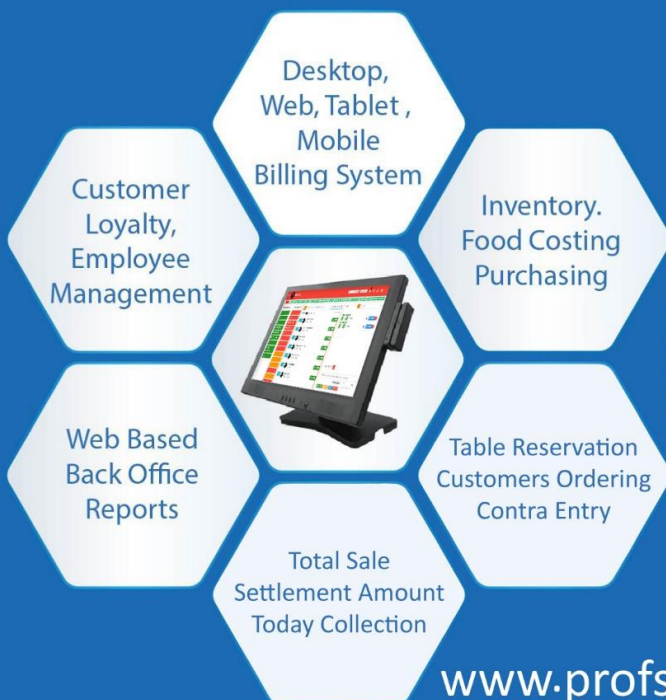 Desktop,
Web, Tablet ,
Mobile
Billing System
Customer
Loyalty,
Employee
Management
Inventory.
Food Costing
Purchasing
Web Based
Back Office
Reports
Table Reservation
Customers Ordering
Contra Entry
Total Sale
Settlement Amount
Today Collection
www.profs